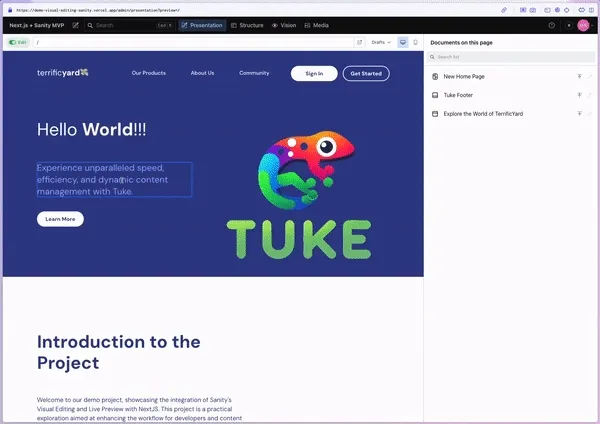 https://demo-visual-editing-sanity.vercel.app/admin/presentation?preview=/
Next.js + Sanity MVP
Search
Presentation
Structure
Vision
Media
Edit
/
Drafts
Documents on this page
Search list
New Home Page
Tuke Footer
Explore the World of TerrificYard
terrificyard
Our Products
About Us
Community
Sign In
Get Started
Hello World!!!
Experience unparalleled speed,
efficiency, and dynamic content
management with Tuke.
Learn More
TUKE
Introduction to the
Project
Welcome to our demo project, showcasing the integration of Sanity's
Visual Editing and Live Preview with NextJS. This project is a practical
exploration aimed at enhancing the workflow for developers and content